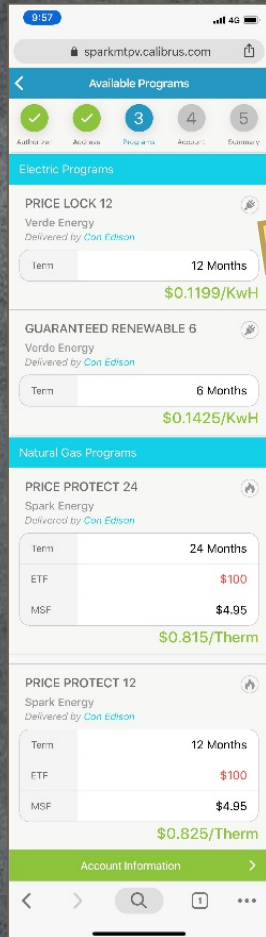 9:57
4G
sparkmtpv.calibrus.com
Available Programs
3 4 5
Programs Account Summary
Electric Programs
PRICE LOCK 12
Verde Energy
Delivered by Con Edison
Term 12 Months
$0.1199/KwH
GUARANTEED RENEWABLE 6
Verde Energy
Delivered by Con Edison
Term 6 Months
$0.1425/KwH
Natural Gas Programs
PRICE PROTECT 24
Spark Energy
Delivered by Con Edison
Term 24 Months
ETF $100
MSF $4.95
$0.815/Therm
PRICE PROTECT 12
Spark Energy
Delivered by Con Edison
Term 12 Months
ETF $100
MSF $4.95
$0.825/Therm
Account Information
1